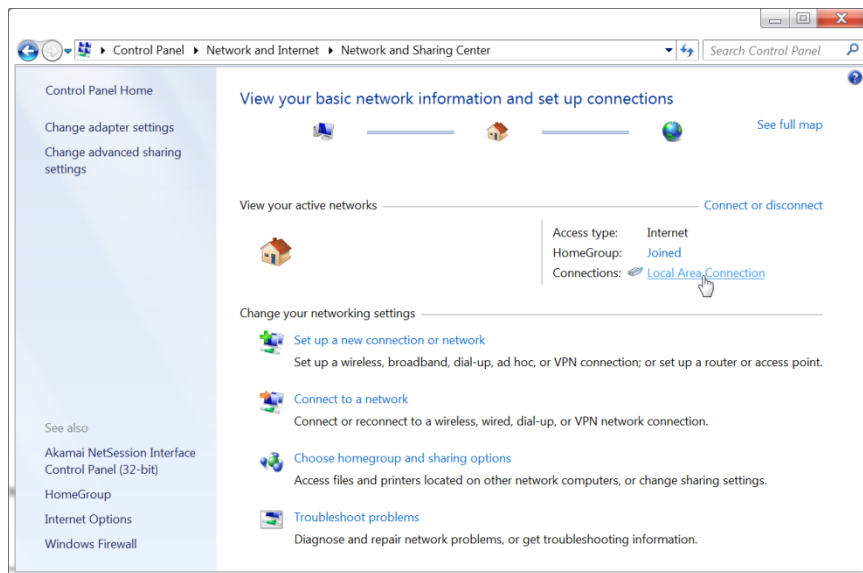 Control Panel ▸ Network and Internet ▸ Network and Sharing Center
Search Control Panel
Control Panel Home
Change adapter settings
Change advanced sharing
settings
See also
Akamai NetSession Interface
Control Panel (32-bit)
HomeGroup
Internet Options
Windows Firewall
View your basic network information and set up connections
See full map
View your active networks
Connect or disconnect
Access type: Internet
HomeGroup: Joined
Connections: Local Area Connection
Change your networking settings
Set up a new connection or network
Set up a wireless, broadband, dial-up, ad hoc, or VPN connection; or set up a router or access point.
Connect to a network
Connect or reconnect to a wireless, wired, dial-up, or VPN network connection.
Choose homegroup and sharing options
Access files and printers located on other network computers, or change sharing settings.
Troubleshoot problems
Diagnose and repair network problems, or get troubleshooting information.